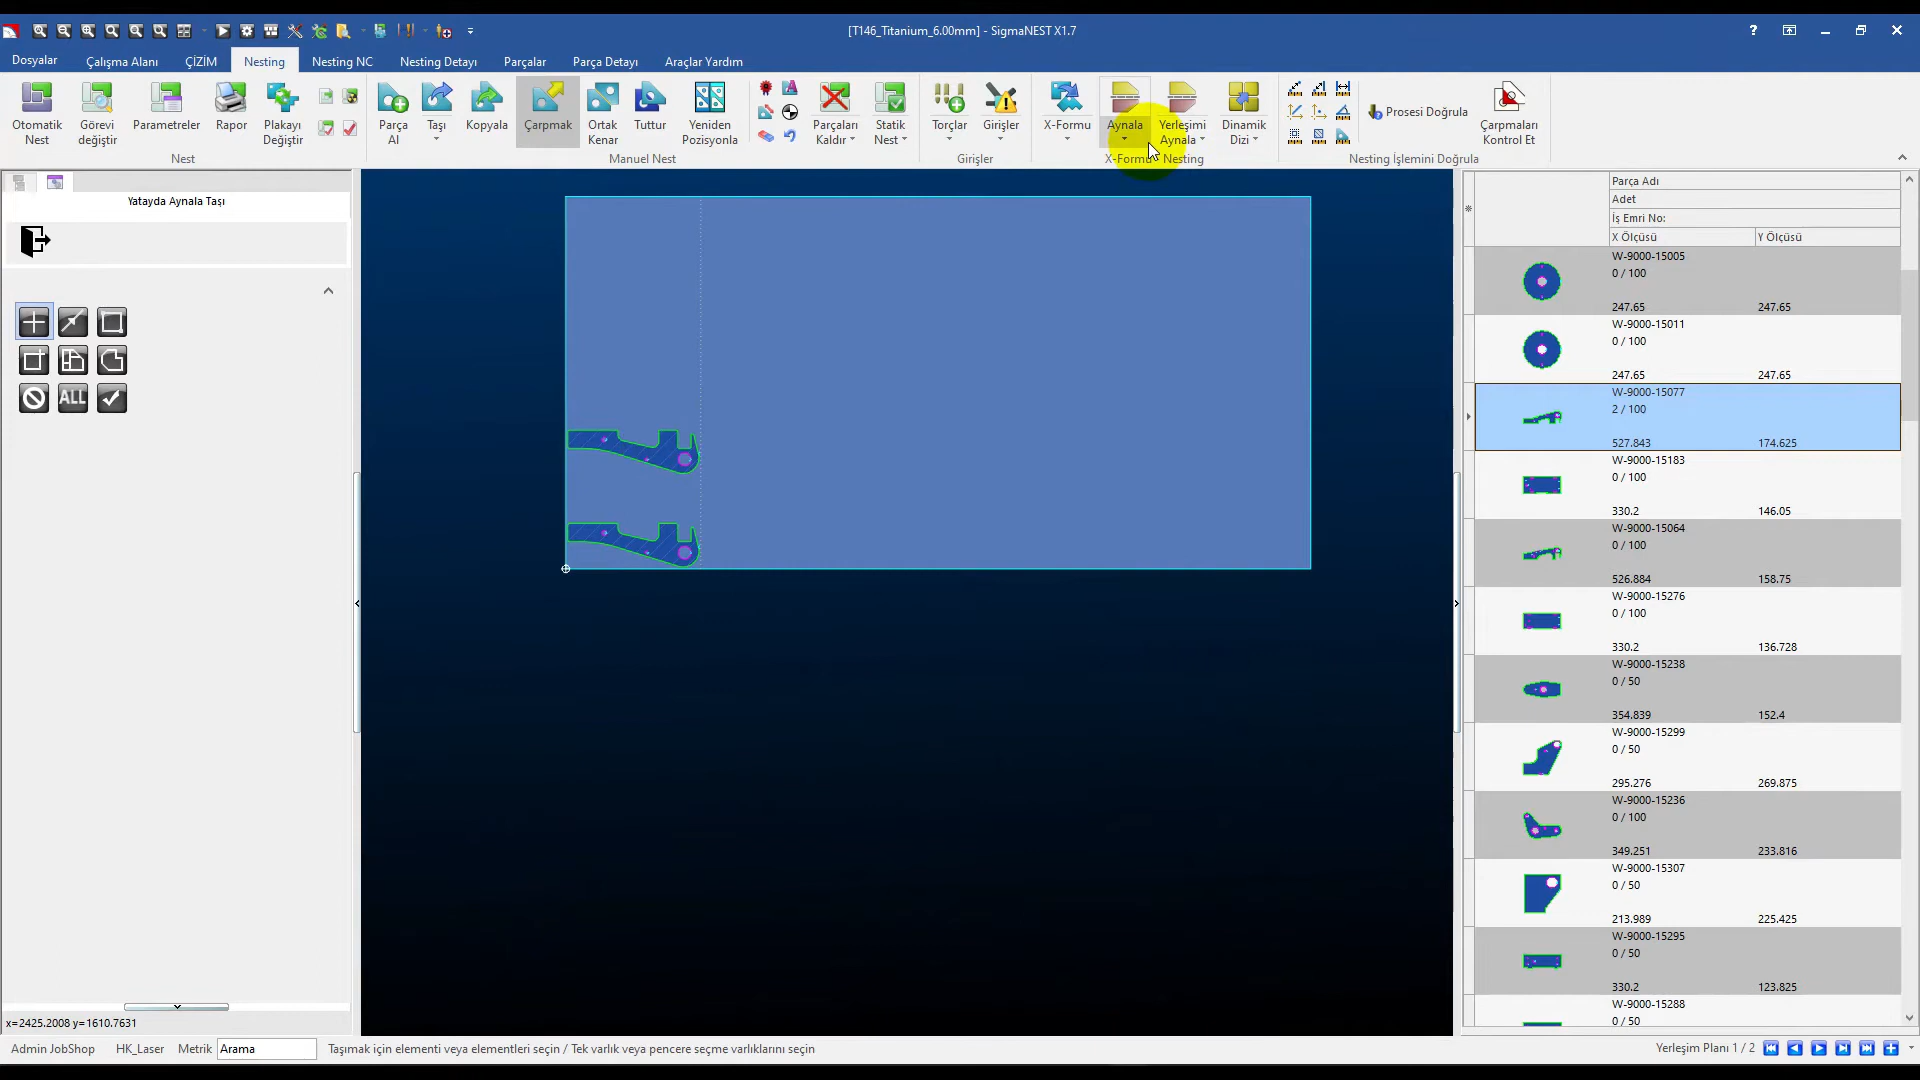 [T146_Titanium_6.00mm] - SigmaNEST X1.7
Dosyalar
Çalışma Alanı
ÇİZİM
Nesting
Nesting NC
Nesting Detayı
Parçalar
Parça Detayı
Araçlar Yardım
Otomatik Nest
Görevi değiştir
Parametreler
Rapor
Plakayı Değiştir
Parça Al
Taşı
Kopyala
Çarpmak
Ortak Kenar
Tuttur
Yeniden Pozisyonla
Parçaları Kaldır
Statik Nest
Torçlar
Girişler
X-Formu
Aynala
Yerleşimi Aynala
Dinamik Dizi
Prosesi Doğrula
Çarpmaları Kontrol Et
Nest
Manuel Nest
Girişler
X-Formu
Nesting
Nesting İşlemini Doğrula
Yatayda Aynala Taşı
ALL
Parça Adı
Adet
İş Emri No:
X Ölçüsü
Y Ölçüsü
W-9000-15005
0 / 100
247.65
247.65
W-9000-15011
0 / 100
247.65
247.65
W-9000-15077
2 / 100
527.843
174.625
W-9000-15183
0 / 100
330.2
146.05
W-9000-15064
0 / 100
526.884
158.75
W-9000-15276
0 / 100
330.2
136.728
W-9000-15238
0 / 50
354.839
152.4
W-9000-15299
0 / 50
295.276
269.875
W-9000-15236
0 / 100
349.251
233.816
W-9000-15307
0 / 50
213.989
225.425
W-9000-15295
0 / 50
330.2
123.825
W-9000-15288
0 / 50
x=2425.2008 y=1610.7631
Admin JobShop
HK_Laser
Metrik
Arama
Taşımak için elementi veya elementleri seçin / Tek varlık veya pencere seçme varlıklarını seçin
Yerleşim Planı 1 / 2